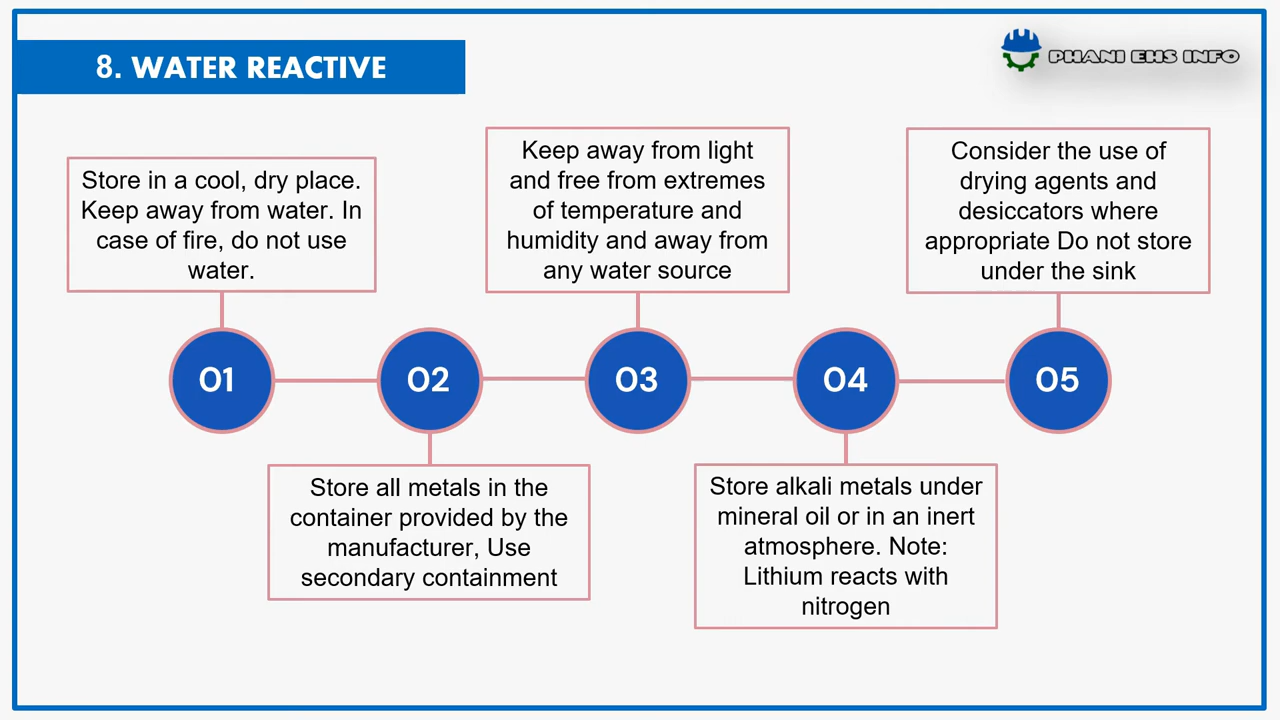 8. WATER REACTIVE
PHANI EHS INFO
Store in a cool, dry place.
Keep away from water. In
case of fire, do not use
water.
Keep away from light
and free from extremes
of temperature and
humidity and away from
any water source
Consider the use of
drying agents and
desiccators where
appropriate Do not store
under the sink
01
02
03
04
05
Store all metals in the
container provided by the
manufacturer, Use
secondary containment
Store alkali metals under
mineral oil or in an inert
atmosphere. Note:
Lithium reacts with
nitrogen